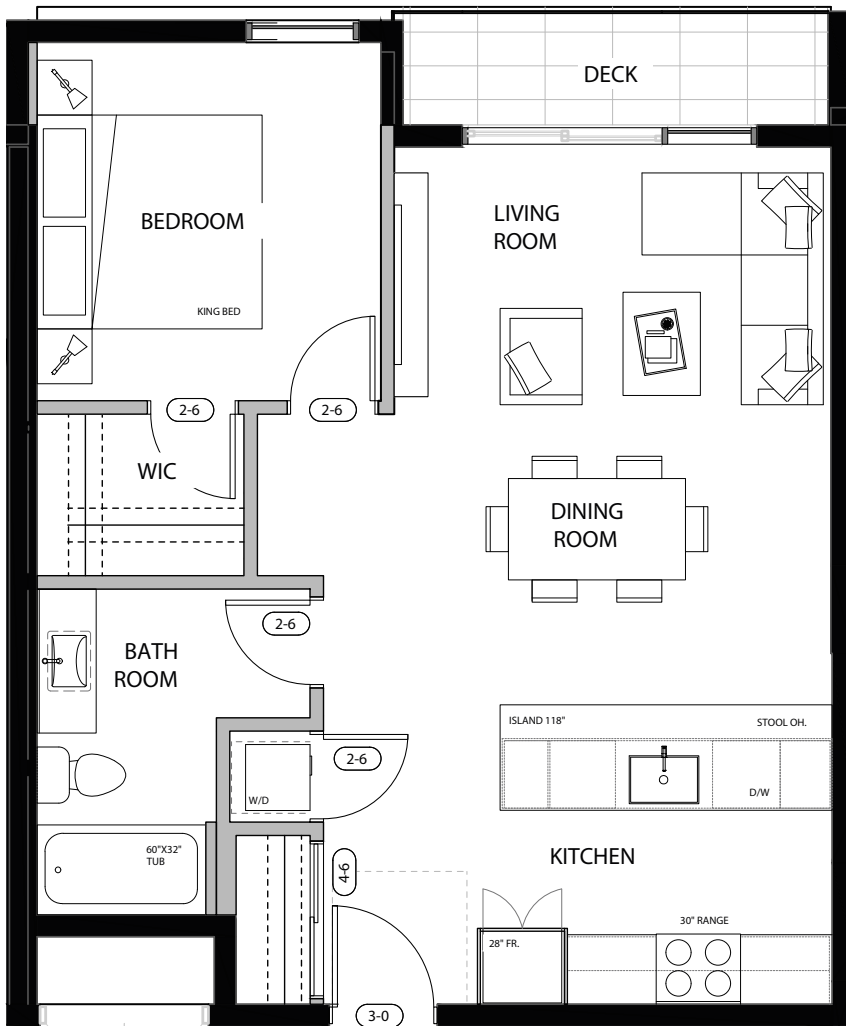 DECK
BEDROOM
LIVING
ROOM
KING BED
2-6
2-6
WIC
DINING
ROOM
2-6
BATH
ROOM
ISLAND 118"
STOOL OH.
2-6
W/D
D/W
60"X32"
TUB
KITCHEN
4-6
30" RANGE
28" FR.
3-0